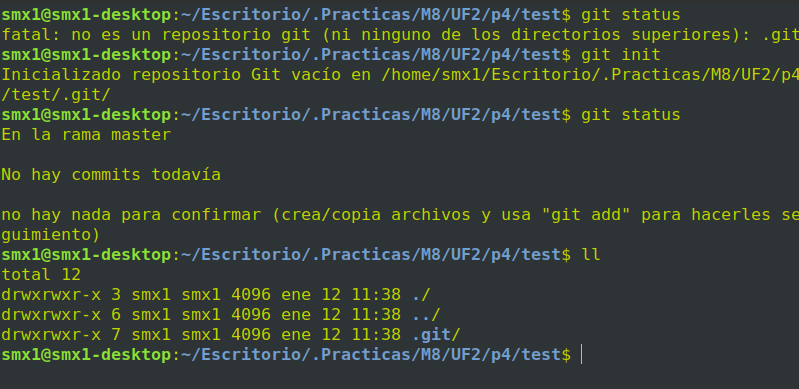 smx1@smx1-desktop:~/Escritorio/.Practicas/M8/UF2/p4/test$ git status
fatal: no es un repositorio git (ni ninguno de los directorios superiores): .git
smx1@smx1-desktop:~/Escritorio/.Practicas/M8/UF2/p4/test$ git init
Inicializado repositorio Git vacío en /home/smx1/Escritorio/.Practicas/M8/UF2/p4
/test/.git/
smx1@smx1-desktop:~/Escritorio/.Practicas/M8/UF2/p4/test$ git status
En la rama master
No hay commits todavía
no hay nada para confirmar (crea/copia archivos y usa "git add" para hacerles se
guimiento)
smx1@smx1-desktop:~/Escritorio/.Practicas/M8/UF2/p4/test$ ll
total 12
drwxrwxr-x 3 smx1 smx1 4096 ene 12 11:38 ./
drwxrwxr-x 6 smx1 smx1 4096 ene 12 11:38 ../
drwxrwxr-x 7 smx1 smx1 4096 ene 12 11:38 .git/
smx1@smx1-desktop:~/Escritorio/.Practicas/M8/UF2/p4/test$